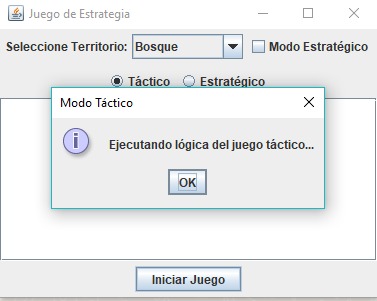 Juego de Estrategia
Seleccione Territorio: Bosque Modo Estratégico
Táctico Estratégico
Modo Táctico
Ejecutando lógica del juego táctico...
OK
Iniciar Juego